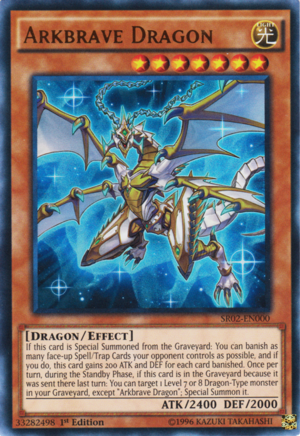 ARKBRAVE DRAGON
LIGHT
光
SR02-EN000
[DRAGON/EFFECT]
If this card is Special Summoned from the Graveyard: You can banish as
many face-up Spell/Trap Cards your opponent controls as possible, and if
you do, this card gains 200 ATK and DEF for each card banished. Once per
turn, during the Standby Phase, if this card is in the Graveyard because it
was sent there last turn: You can target 1 Level 7 or 8 Dragon-Type monster
in your Graveyard, except "Arkbrave Dragon"; Special Summon it.
ATK/2400 DEF/2000
33282498 1st Edition ©1996 KAZUKI TAKAHASHI